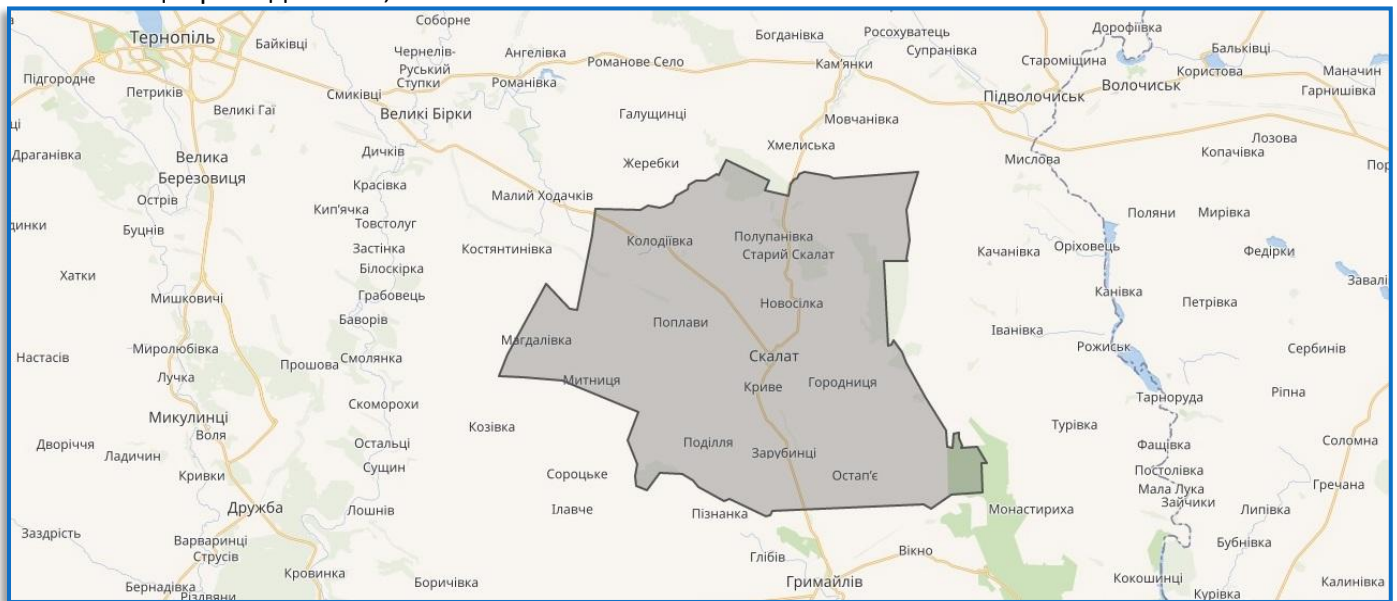 Соборне
Дорофіївка
Тернопіль
Байківці
Чернелів-
Руський
Ступки
Ангелівка
Романове Село
Богданівка
Росохуватець
Супранівка
Кам'янки
Староміщина
Бальківці
Користова
Маначин
Підгородне
Петриків
Великі Гаї
Смиківці
Романівка
Підволочиськ
Волочиськ
Гарнишівка
Великі Бірки
Галущинці
Мовчанівка
Лозова
Копачівка
Драганівка
Велика
Березовиця
Дичків
Жеребки
Хмелиська
Мислова
Красівка
Малий Ходачків
Острів
Кип'ячка
Товстолуг
Поляни
Мирівка
Буцнів
Застінка
Костянтинівка
Колодіївка
Полупанівка
Старий Скалат
Качанівка
Оріховець
Федірки
Хатки
Білоскірка
Грабовець
Мишковичі
Новосілка
Канівка
Петрівка
Баворів
Поплави
Іванівка
Настасів
Миролюбівка
Прошова
Смолянка
Магдалівка
Скалат
Рожиськ
Сербинів
Лучка
Митниця
Криве
Городниця
Тарноруда
Ріпна
Микулинці
Воля
Скоморохи
Козівка
Турівка
Дворіччя
Ладичин
Остальці
Поділля
Зарубинці
Фащівка
Соломна
Кривки
Сущин
Сороцьке
Остап'є
Постолівка
Мала Лука
Зайчики
Гречана
Дружба
Лошнів
Ілавче
Пізнанка
Монастириха
Липівка
Заздрість
Варваринці
Струсів
Глібів
Вікно
Бубнівка
Бернадівка
Різдвяни
Кровинка
Боричівка
Гримайлів
Кокошинці
Курівка
Калинівка